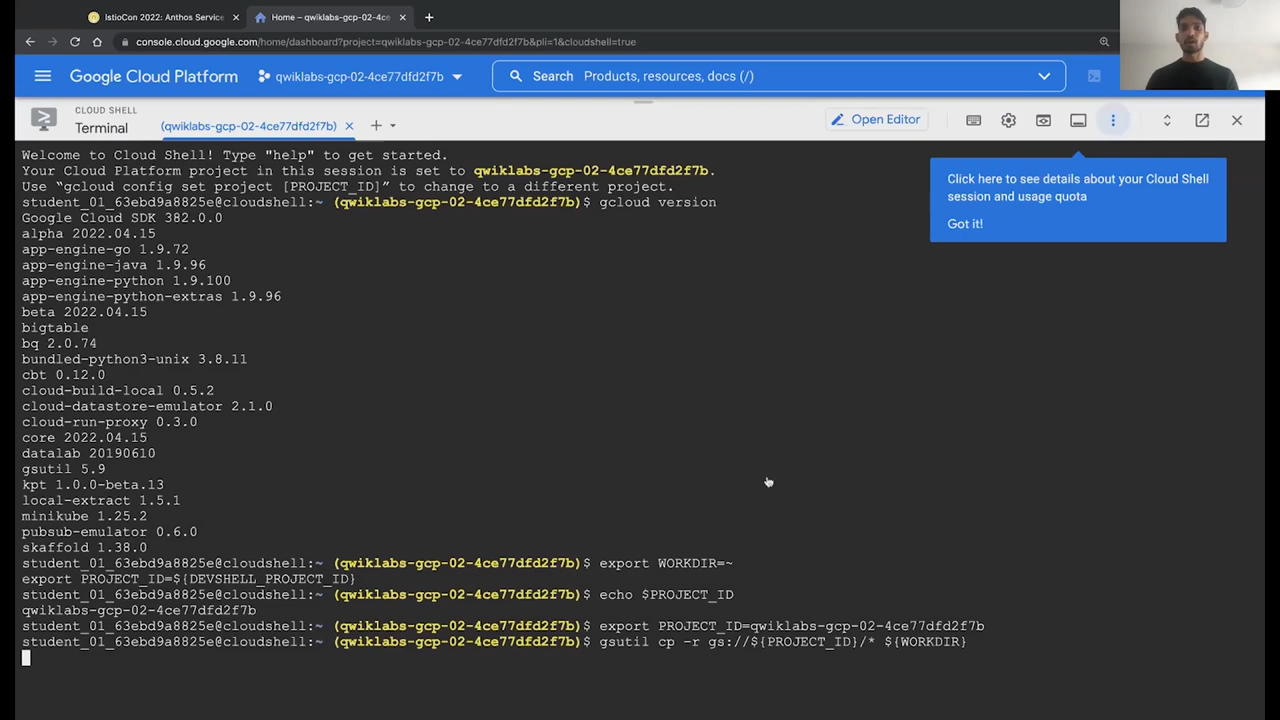 IstioCon 2022: Anthos Service
Home – qwiklabs-gcp-02-4ce
console.cloud.google.com/home/dashboard?project=qwiklabs-gcp-02-4ce77dfd2f7b&pli=1&cloudshell=true
Google Cloud Platform
qwiklabs-gcp-02-4ce77dfd2f7b
Search Products, resources, docs (/)
CLOUD SHELL
Terminal
(qwiklabs-gcp-02-4ce77dfd2f7b)
Open Editor
Welcome to Cloud Shell! Type "help" to get started.
Your Cloud Platform project in this session is set to qwiklabs-gcp-02-4ce77dfd2f7b.
Use “gcloud config set project [PROJECT_ID]” to change to a different project.
student_01_63ebd9a8825e@cloudshell:~ (qwiklabs-gcp-02-4ce77dfd2f7b)$ gcloud version
Google Cloud SDK 382.0.0
alpha 2022.04.15
app-engine-go 1.9.72
app-engine-java 1.9.96
app-engine-python 1.9.100
app-engine-python-extras 1.9.96
beta 2022.04.15
bigtable
bq 2.0.74
bundled-python3-unix 3.8.11
cbt 0.12.0
cloud-build-local 0.5.2
cloud-datastore-emulator 2.1.0
cloud-run-proxy 0.3.0
core 2022.04.15
datalab 20190610
gsutil 5.9
kpt 1.0.0-beta.13
local-extract 1.5.1
minikube 1.25.2
pubsub-emulator 0.6.0
skaffold 1.38.0
student_01_63ebd9a8825e@cloudshell:~ (qwiklabs-gcp-02-4ce77dfd2f7b)$ export WORKDIR=~
export PROJECT_ID=${DEVSHELL_PROJECT_ID}
student_01_63ebd9a8825e@cloudshell:~ (qwiklabs-gcp-02-4ce77dfd2f7b)$ echo $PROJECT_ID
qwiklabs-gcp-02-4ce77dfd2f7b
student_01_63ebd9a8825e@cloudshell:~ (qwiklabs-gcp-02-4ce77dfd2f7b)$ export PROJECT_ID=qwiklabs-gcp-02-4ce77dfd2f7b
student_01_63ebd9a8825e@cloudshell:~ (qwiklabs-gcp-02-4ce77dfd2f7b)$ gsutil cp -r gs://${PROJECT_ID}/* ${WORKDIR}
Click here to see details about your Cloud Shell
session and usage quota
Got it!